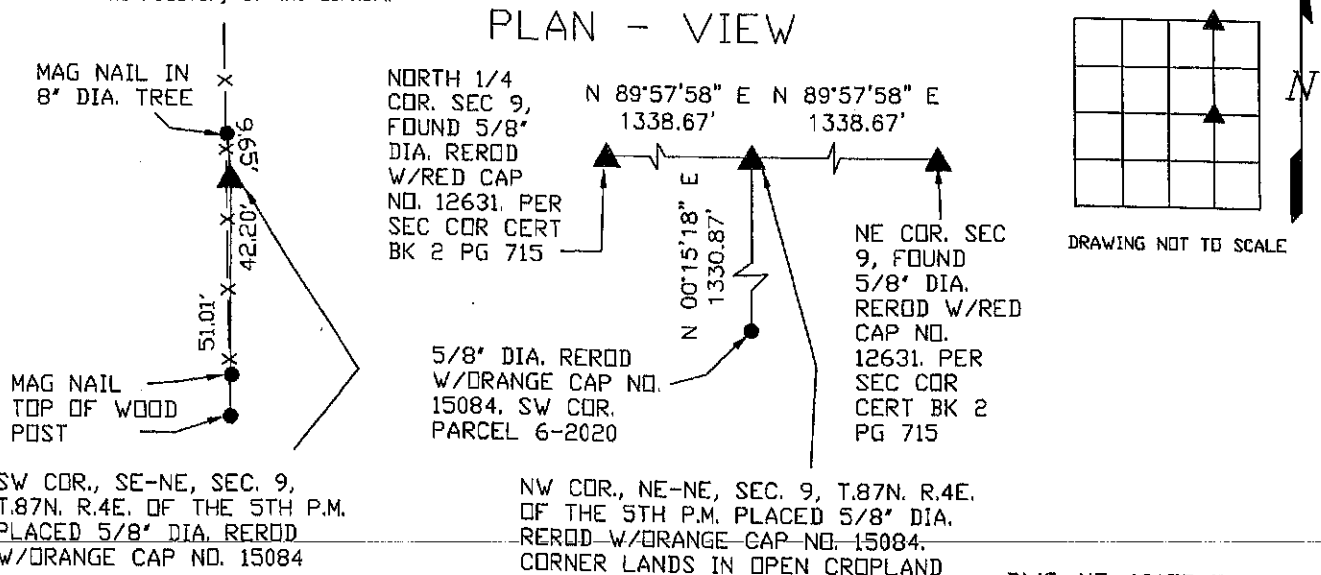 PLAN - VIEW
MAG NAIL IN
8" DIA. TREE
9.65'
42.20'
51.01'
MAG NAIL
TOP OF WOOD
POST
SW COR., SE-NE, SEC. 9,
T.87N. R.4E. OF THE 5TH P.M.
PLACED 5/8" DIA. REROD
W/ORANGE CAP NO. 15084
NORTH 1/4
COR. SEC 9,
FOUND 5/8"
DIA. REROD
W/RED CAP
NO. 12631. PER
SEC COR CERT
BK 2 PG 715
N 89°57'58" E N 89°57'58" E
1338.67' 1338.67'
N 00°15'18" E
1330.87'
5/8" DIA. REROD
W/ORANGE CAP NO.
15084. SW COR.
PARCEL 6-2020
NE COR. SEC
9, FOUND
5/8" DIA.
REROD W/RED
CAP NO.
12631. PER
SEC COR
CERT BK 2
PG 715
NW COR., NE-NE, SEC. 9, T.87N. R.4E.
OF THE 5TH P.M. PLACED 5/8" DIA.
REROD W/ORANGE CAP NO. 15084.
CORNER LANDS IN OPEN CROPLAND
N
DRAWING NOT TO SCALE